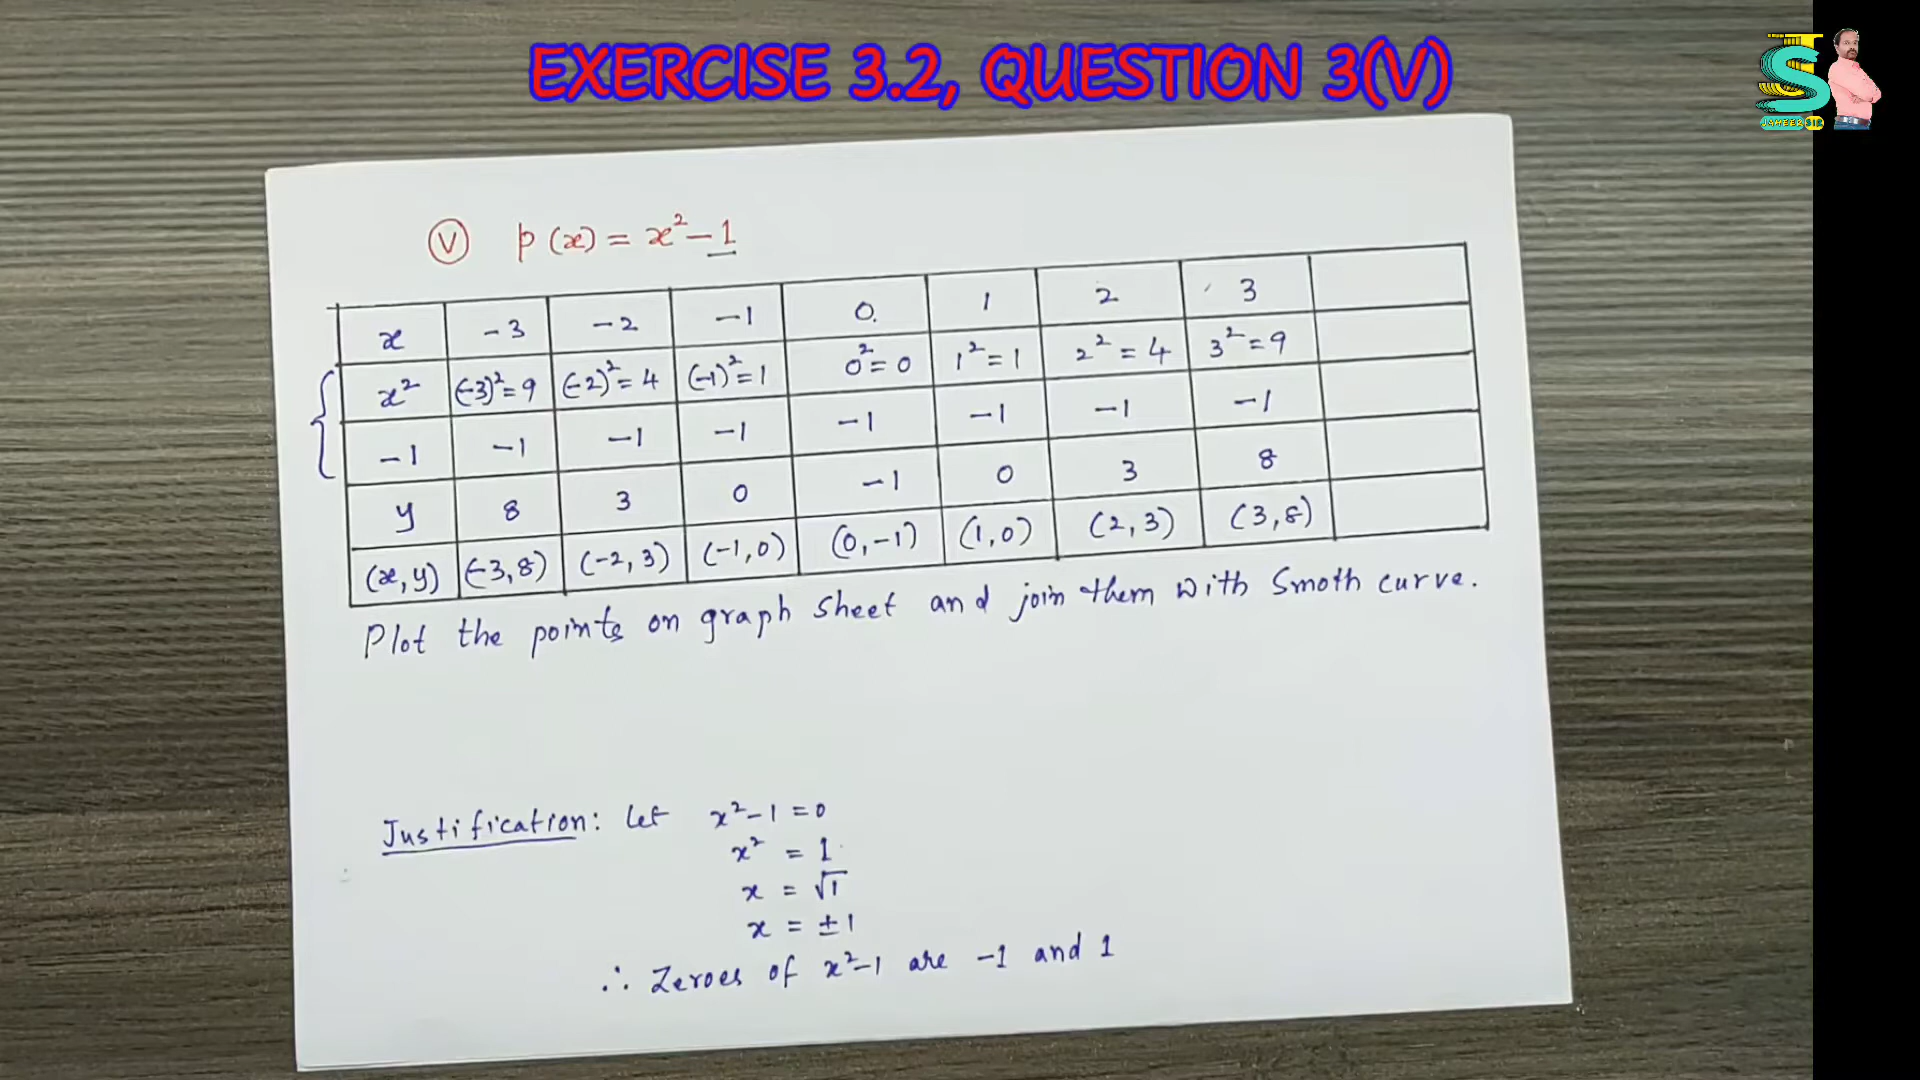 EXERCISE 3.2, QUESTION 3(V)
JAHEER SIR
(V) p(x) = x² - 1
x -3 -2 -1 0. 1 2 3
x² (-3)²=9 (-2)²=4 (-1)²=1 0²=0 1²=1 2²=4 3²=9
-1 -1 -1 -1 -1 -1 -1 -1
y 8 3 0 -1 0 3 8
(x,y) (-3,8) (-2,3) (-1,0) (0,-1) (1,0) (2,3) (3,8)
Plot the points on graph sheet and join them with Smoth curve.
Justification: Let x²-1=0
x² = 1
x = √1
x = ±1
∴ Zeroes of x²-1 are -1 and 1